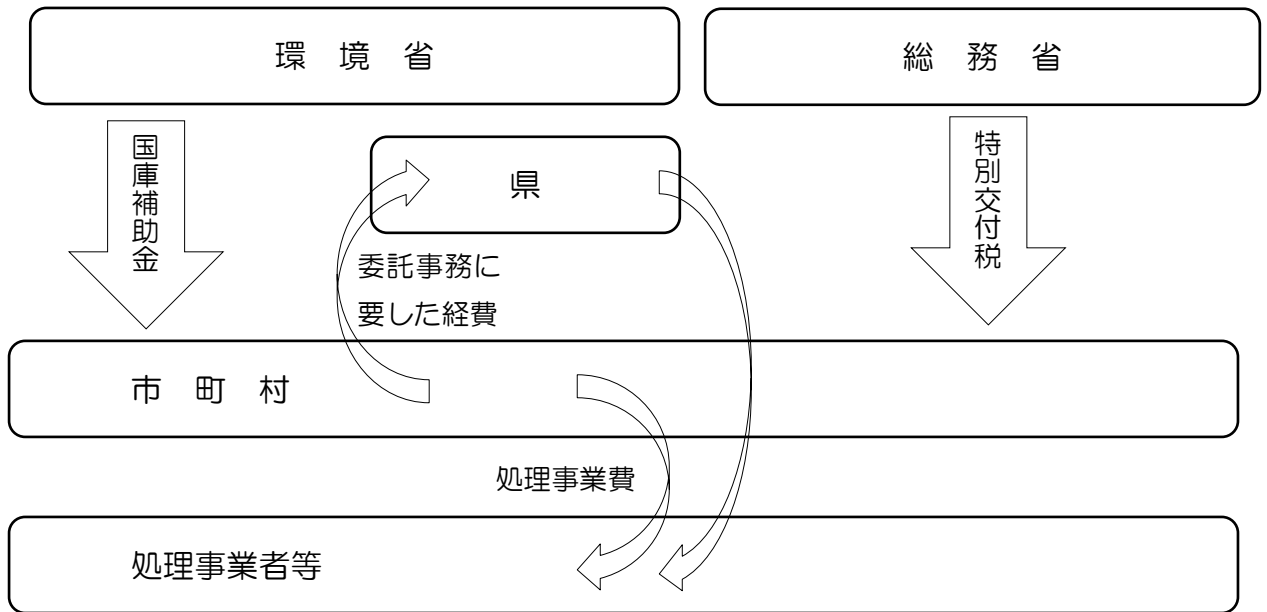 環 境 省
総 務 省
国庫補助金
県
特別交付税
委託事務に
要した経費
市 町 村
処理事業費
処理事業者等